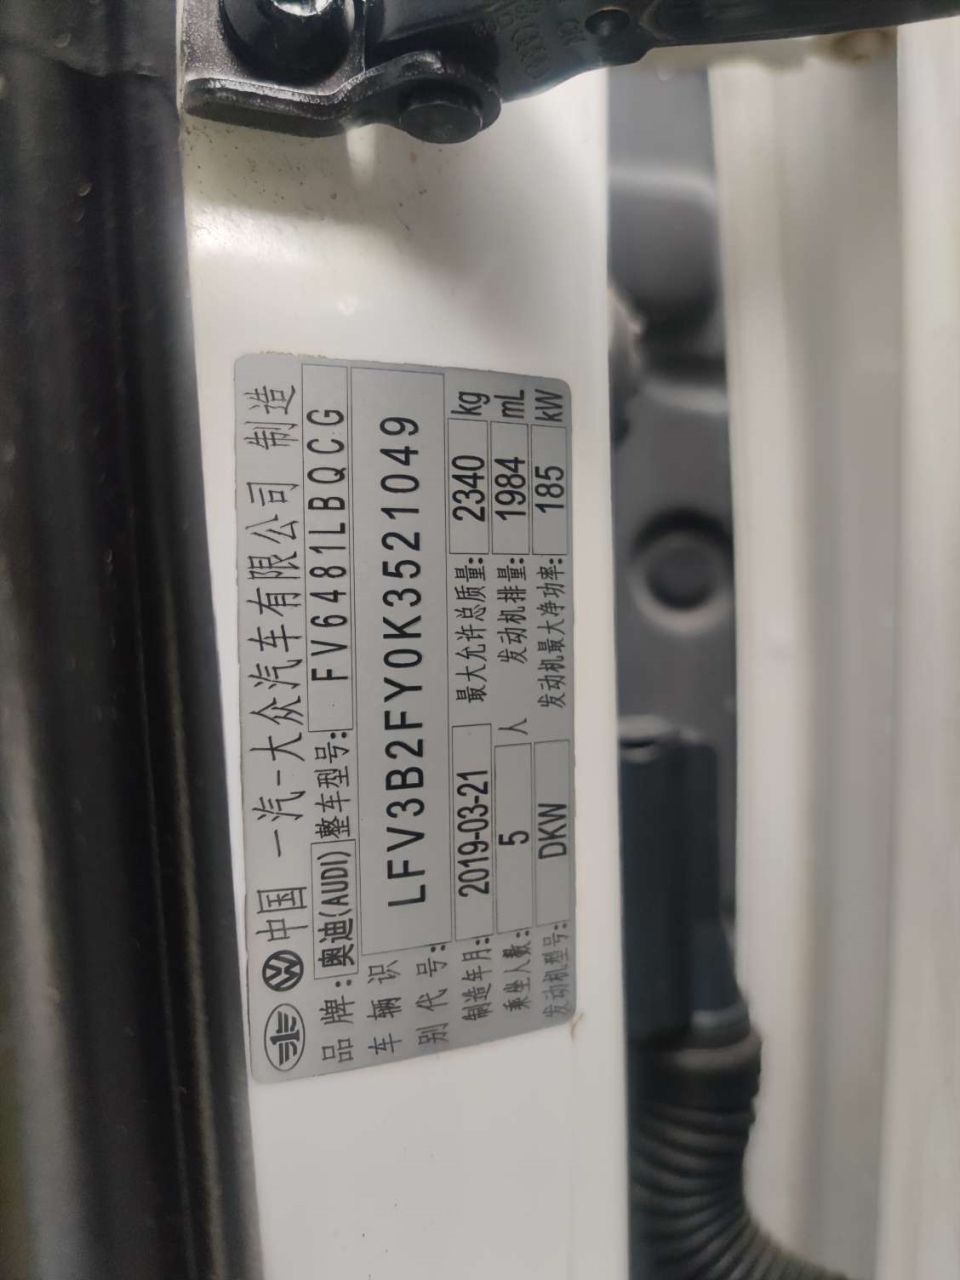 中国 一汽-大众汽车有限公司 制造
品牌: 奥迪(AUDI) 整车型号: FV6481LBQCG
车辆识别代号: LFV3B2FY0K3521049
制造年月: 2019-03-21 最大允许总质量: 2340 kg
乘坐人数: 5 人 发动机排量: 1984 mL
发动机型号: DKW 发动机最大净功率: 185 kW